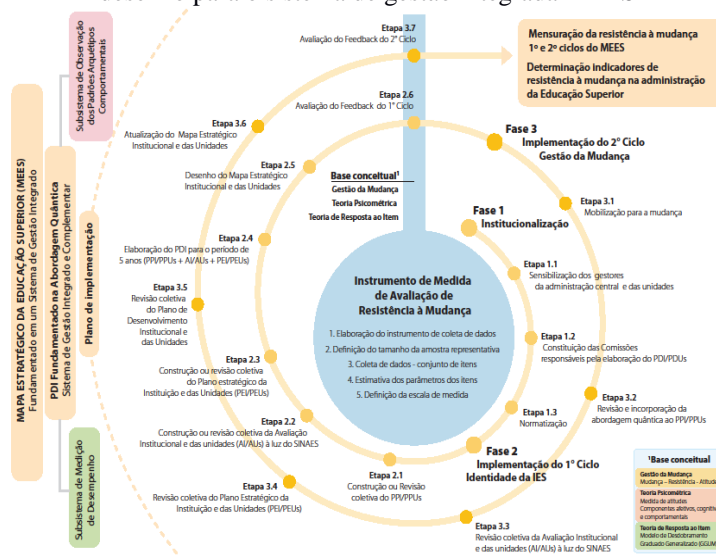 Etapa 3.7
Avaliação do Feedback do 2° Ciclo
Mensuração da resistência à mudança
1º e 2º ciclos do MEES
Determinação indicadores de
resistência à mudança na administração
da Educação Superior
MAPA ESTRATÉGICO DA EDUCAÇÃO SUPERIOR (MEES)
Fundamentado em um Sistema de Gestão Integrado
PDI Fundamentado na Abordagem Quântica
Sistema de Gestão Integrado e Complementar
Subsistema de Observação
dos Padrões Arquétipos
Comportamentais
Plano de implementação
Subsistema de Medição
de Desempenho
Etapa 2.6
Avaliação do Feedback do 1° Ciclo
Etapa 3.6
Atualização do Mapa Estratégico
Institucional e das Unidades
Etapa 2.5
Desenho do Mapa Estratégico
Institucional e das Unidades
Base conceitual¹
Gestão da Mudança
Teoria Psicométrica
Teoria de Resposta ao Item
Fase 3
Implementação do 2° Ciclo
Gestão da Mudança
Etapa 3.1
Mobilização para a mudança
Fase 1
Institucionalização
Etapa 2.4
Elaboração do PDI para o período de
5 anos (PPI/PPUs + AI/AUs + PEI/PEUs)
Etapa 1.1
Sensibilização dos gestores
da administração central e das unidades
Etapa 3.5
Revisão coletiva
do Plano de
Desenvolvimento
Institucional e
das Unidades
Instrumento de Medida
de Avaliação de
Resistência à Mudança
1. Elaboração do instrumento de coleta de dados
2. Definição do tamanho da amostra representativa
3. Coleta de dados - conjunto de itens
4. Estimativa dos parâmetros dos itens
5. Definição da escala de medida
Etapa 1.2
Constituição das Comissões
responsáveis pela elaboração do PDI/PDUs
Etapa 2.3
Construção ou revisão coletiva
do Plano estratégico da
Instituição e das Unidades (PEI/PEUs)
Etapa 3.2
Revisão e incorporação da
abordagem quântica ao PPI/PPUs
Etapa 1.3
Normatização
Etapa 2.2
Construção ou revisão coletiva da Avaliação
Institucional e das unidades (AI/AUs) à luz do SINAES
Fase 2
Implementação do 1° Ciclo
Identidade da IES
Etapa 2.1
Construção ou Revisão
coletiva do PPI/PPUs
Etapa 3.4
Revisão coletiva do Plano Estratégico da
Instituição e das Unidades (PEI/PEUs)
Etapa 3.3
Revisão coletiva da Avaliação Institucional
e das unidades (AI/AUs) à luz do SINAES
¹Base conceitual
Gestão da Mudança
Mudança - Resistência - Atitude
Teoria Psicométrica
Medida de atitudes
Componentes afetivos, cognitiv
e comportamentais
Teoria de Resposta ao Item
Modelo de Desdobramento
Graduado Generalizado (GGUM